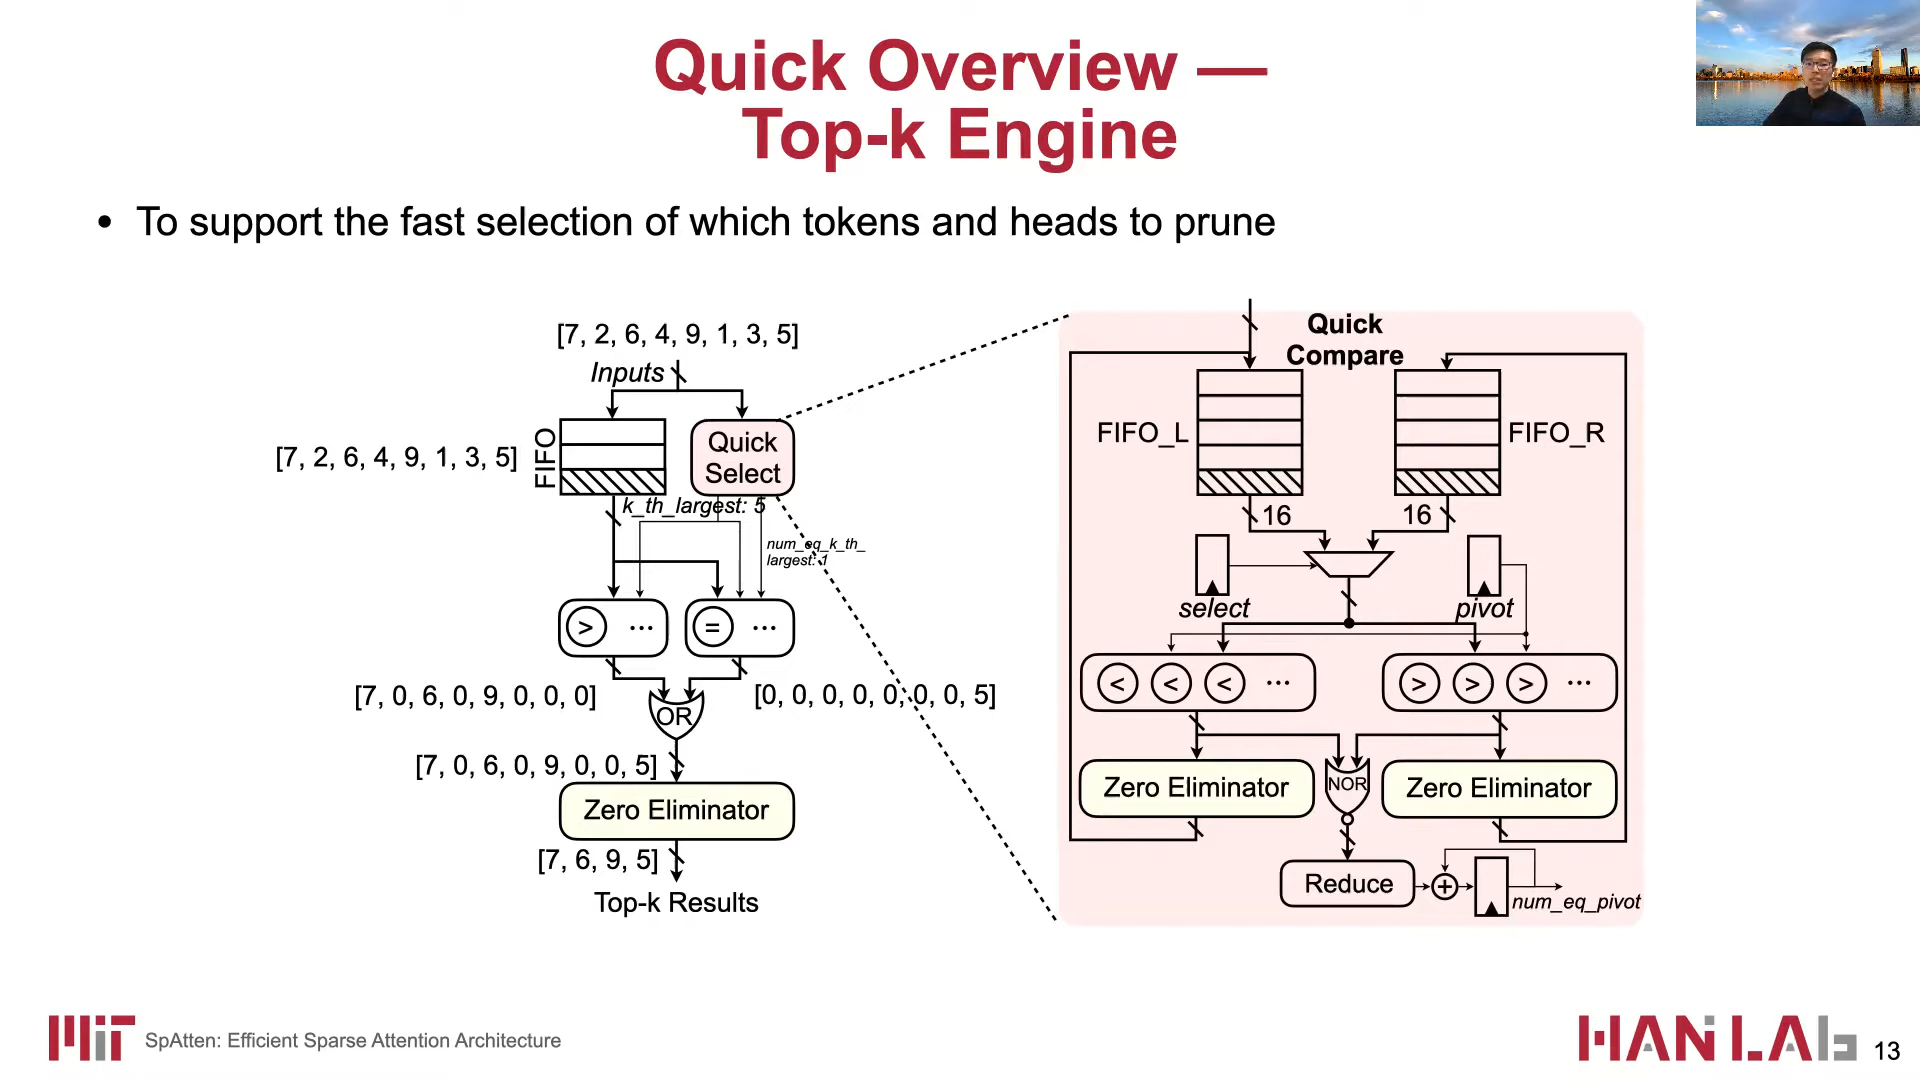 Quick Overview —
Top-k Engine
• To support the fast selection of which tokens and heads to prune
[7, 2, 6, 4, 9, 1, 3, 5]
Inputs
[7, 2, 6, 4, 9, 1, 3, 5]
FIFO
Quick
Select
k_th_largest: 5
num_eq_k_th_
largest: 1
> ...
= ...
[7, 0, 6, 0, 9, 0, 0, 0]
OR
[0, 0, 0, 0, 0, 0, 0, 5]
[7, 0, 6, 0, 9, 0, 0, 5]
Zero Eliminator
[7, 6, 9, 5]
Top-k Results
Quick
Compare
FIFO_L
FIFO_R
16
16
select
pivot
< < < ...
> > > ...
Zero Eliminator
NOR
Zero Eliminator
Reduce
+
num_eq_pivot
MIT
SpAtten: Efficient Sparse Attention Architecture
HAN LAb
13